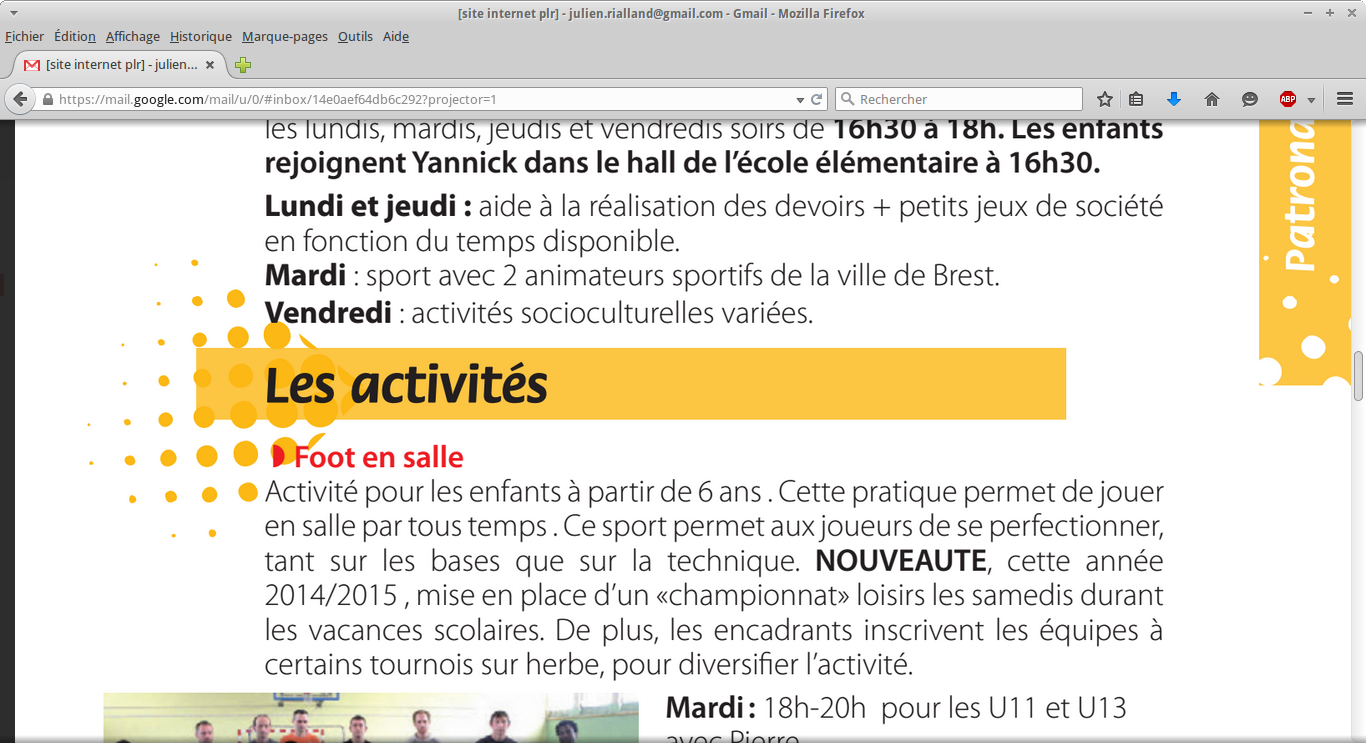 [site internet plr] - julien.rialland@gmail.com - Gmail - Mozilla Firefox
Fichier Édition Affichage Historique Marque-pages Outils Aide
[site internet plr] - julien...
https://mail.google.com/mail/u/0/#inbox/14e0aef64db6c292?projector=1
Rechercher
ABP
les lundis, mardis, jeudis et vendredis soirs de 16h30 à 18h. Les enfants
rejoignent Yannick dans le hall de l'école élémentaire à 16h30.
Lundi et jeudi : aide à la réalisation des devoirs + petits jeux de société
en fonction du temps disponible.
Mardi : sport avec 2 animateurs sportifs de la ville de Brest.
Vendredi : activités socioculturelles variées.
Patrona
Les activités
Foot en salle
Activité pour les enfants à partir de 6 ans . Cette pratique permet de jouer
en salle par tous temps . Ce sport permet aux joueurs de se perfectionner,
tant sur les bases que sur la technique. NOUVEAUTE, cette année
2014/2015 , mise en place d'un «championnat» loisirs les samedis durant
les vacances scolaires. De plus, les encadrants inscrivent les équipes à
certains tournois sur herbe, pour diversifier l'activité.
Mardi : 18h-20h pour les U11 et U13
avec Pierre